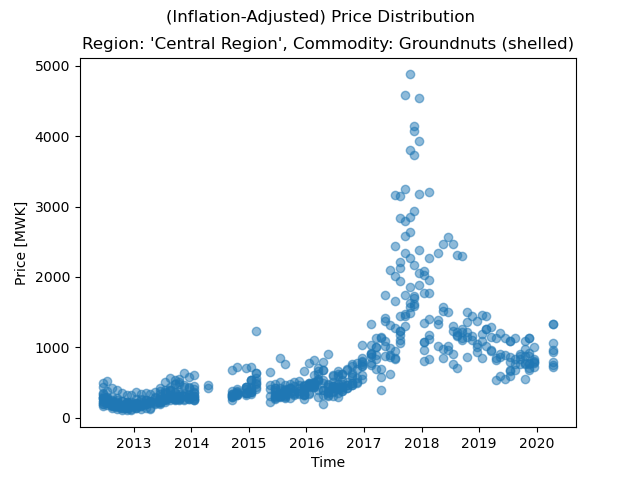 (Inflation-Adjusted) Price Distribution
Region: 'Central Region', Commodity: Groundnuts (shelled)
5000
4000
3000
2000
1000
0
Price [MWK]
2013 2014 2015 2016 2017 2018 2019 2020
Time